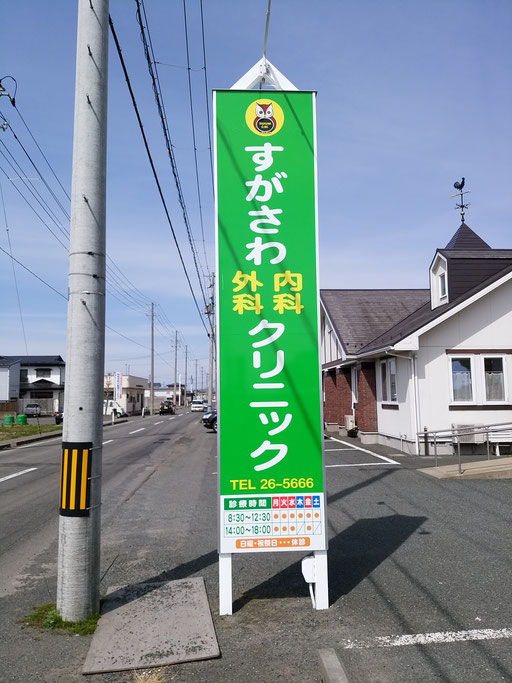 すがさわ
内科
外科
クリニック
TEL 26-5666
診療時間 月 火 水 木 金 土
8:30〜12:30
14:00〜18:00
日曜・祝祭日・・・休診